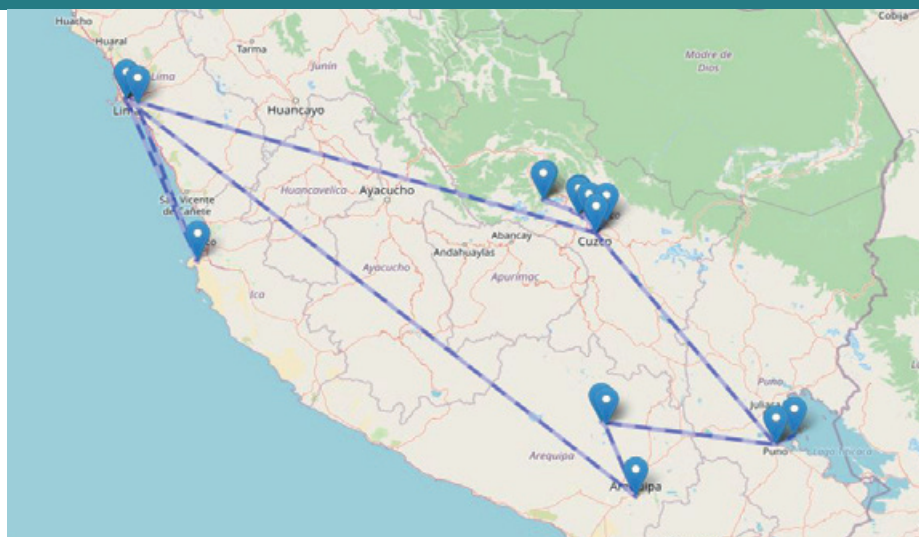 Huacho
Cobija
Huaral
Tarma
Madre de
Dios
Junín
Lima
Lima
Huancayo
San Vicente
de Cañete
Huancavelica
Ayacucho
Cuzco
Abancay
Andahuaylas
Ayacucho
Apurímac
Ica
Puno
Juliaca
Arequipa
Puno
Lago Titicaca
Arequipa